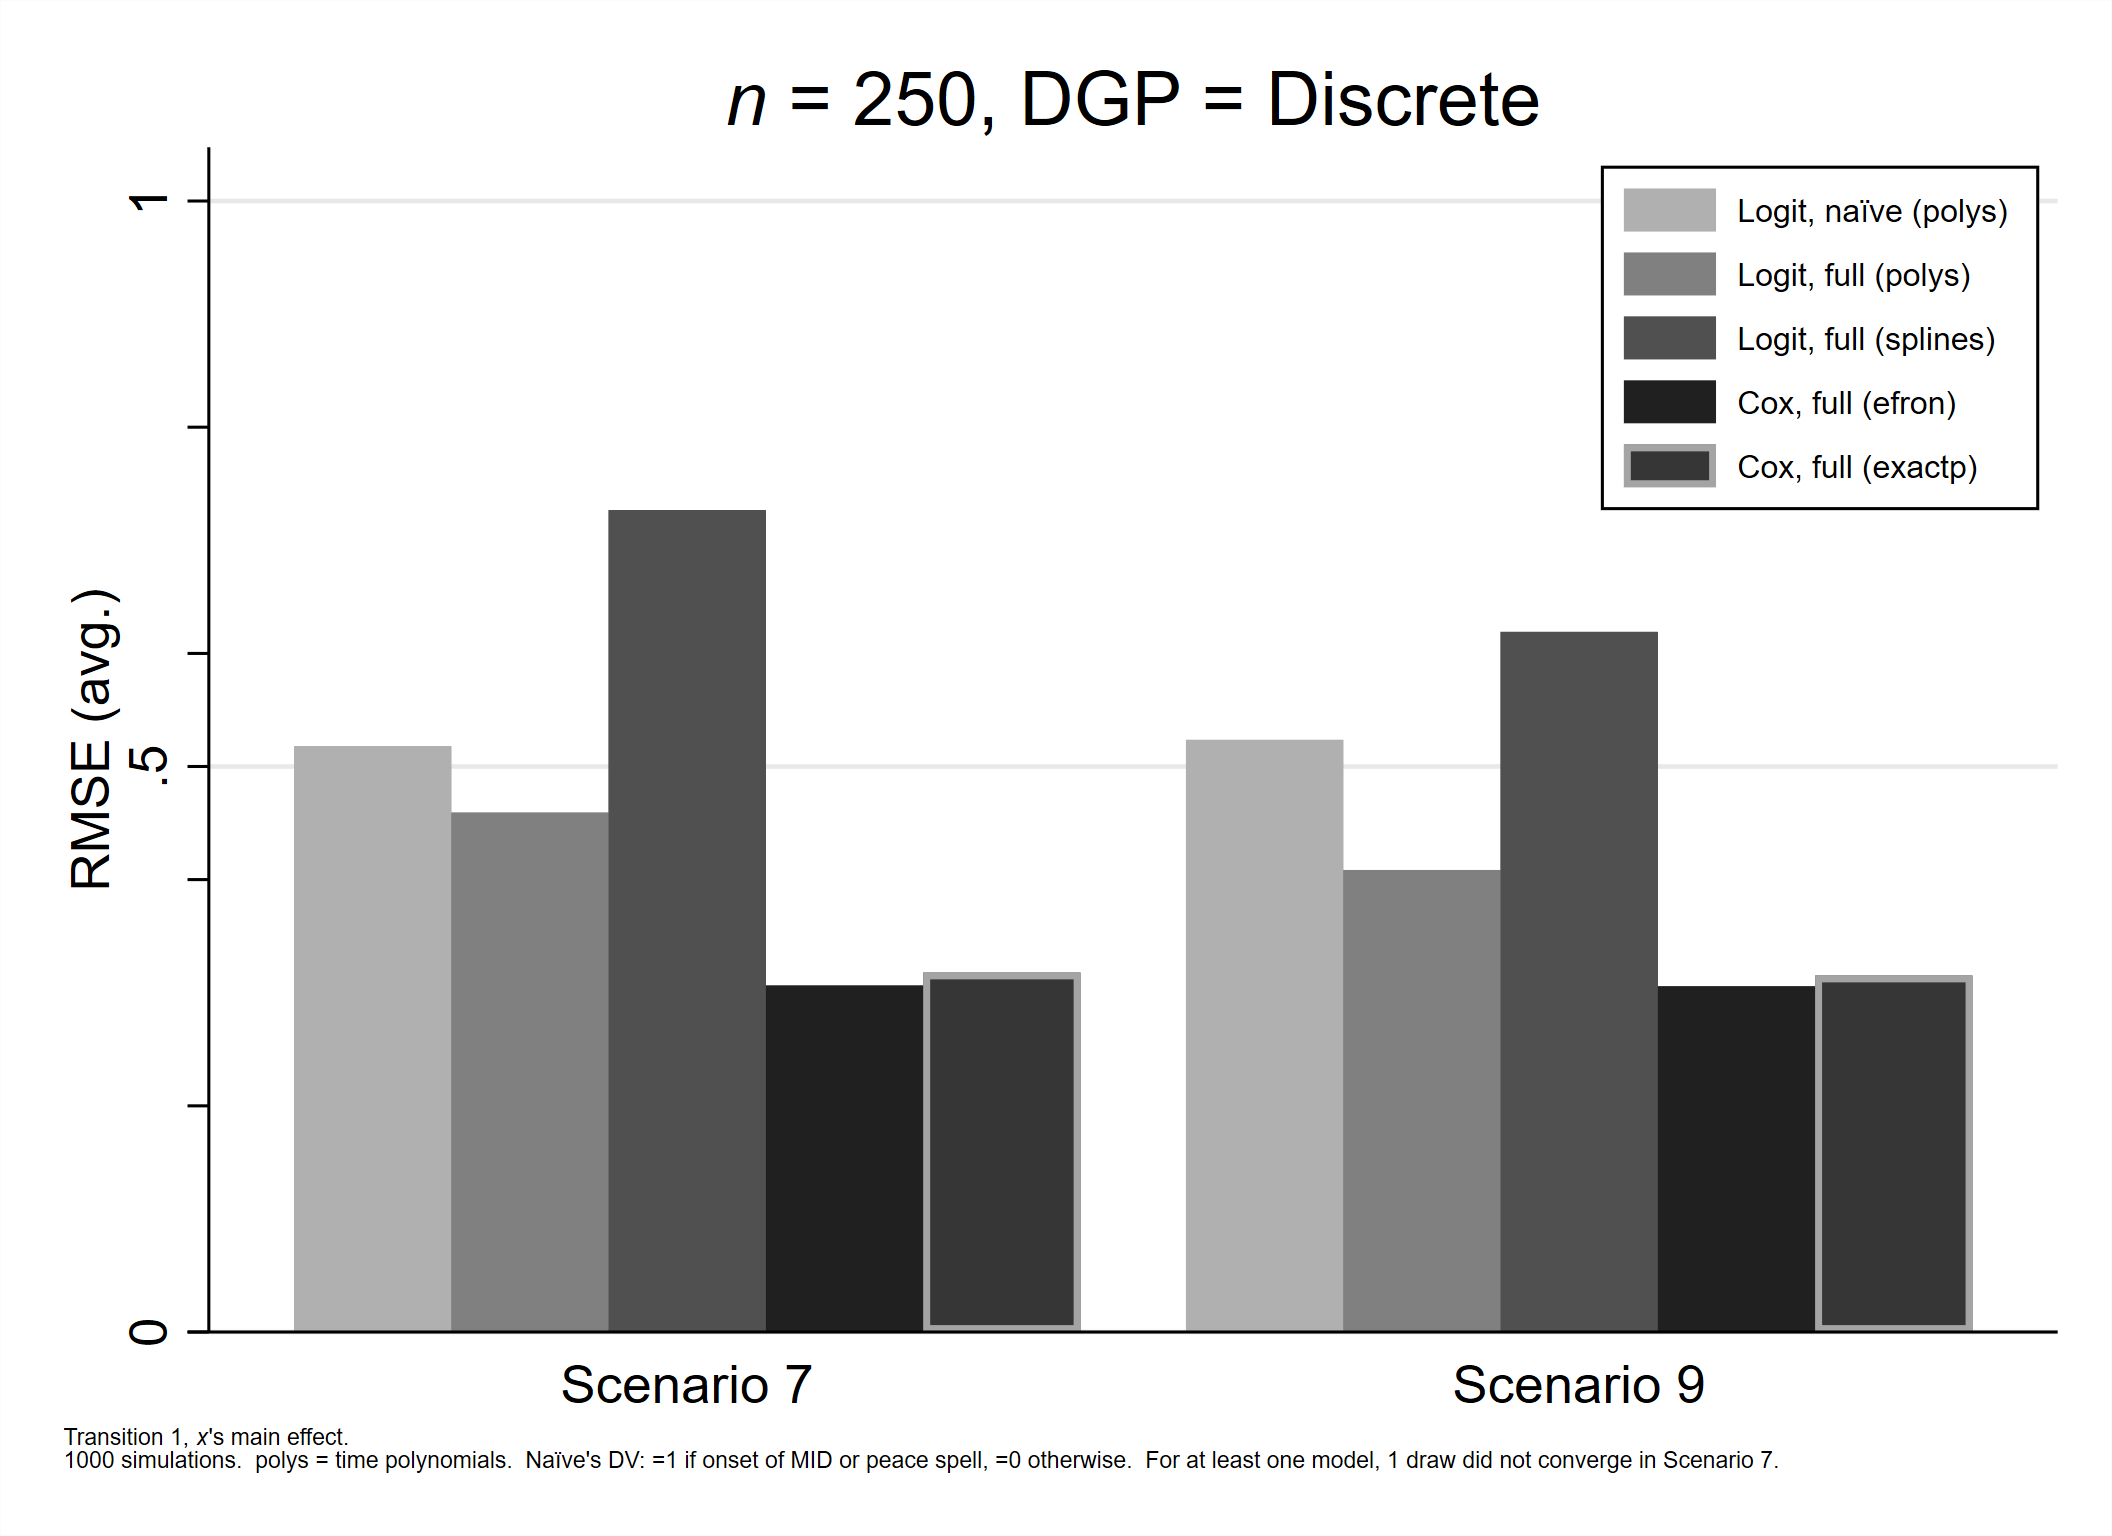 n = 250, DGP = Discrete
Logit, naïve (polys)
Logit, full (polys)
Logit, full (splines)
Cox, full (efron)
Cox, full (exactp)
RMSE (avg.)
1
.5
0
Scenario 7
Scenario 9
Transition 1, x's main effect.
1000 simulations.  polys = time polynomials.  Naïve's DV: =1 if onset of MID or peace spell, =0 otherwise.  For at least one model, 1 draw did not converge in Scenario 7.